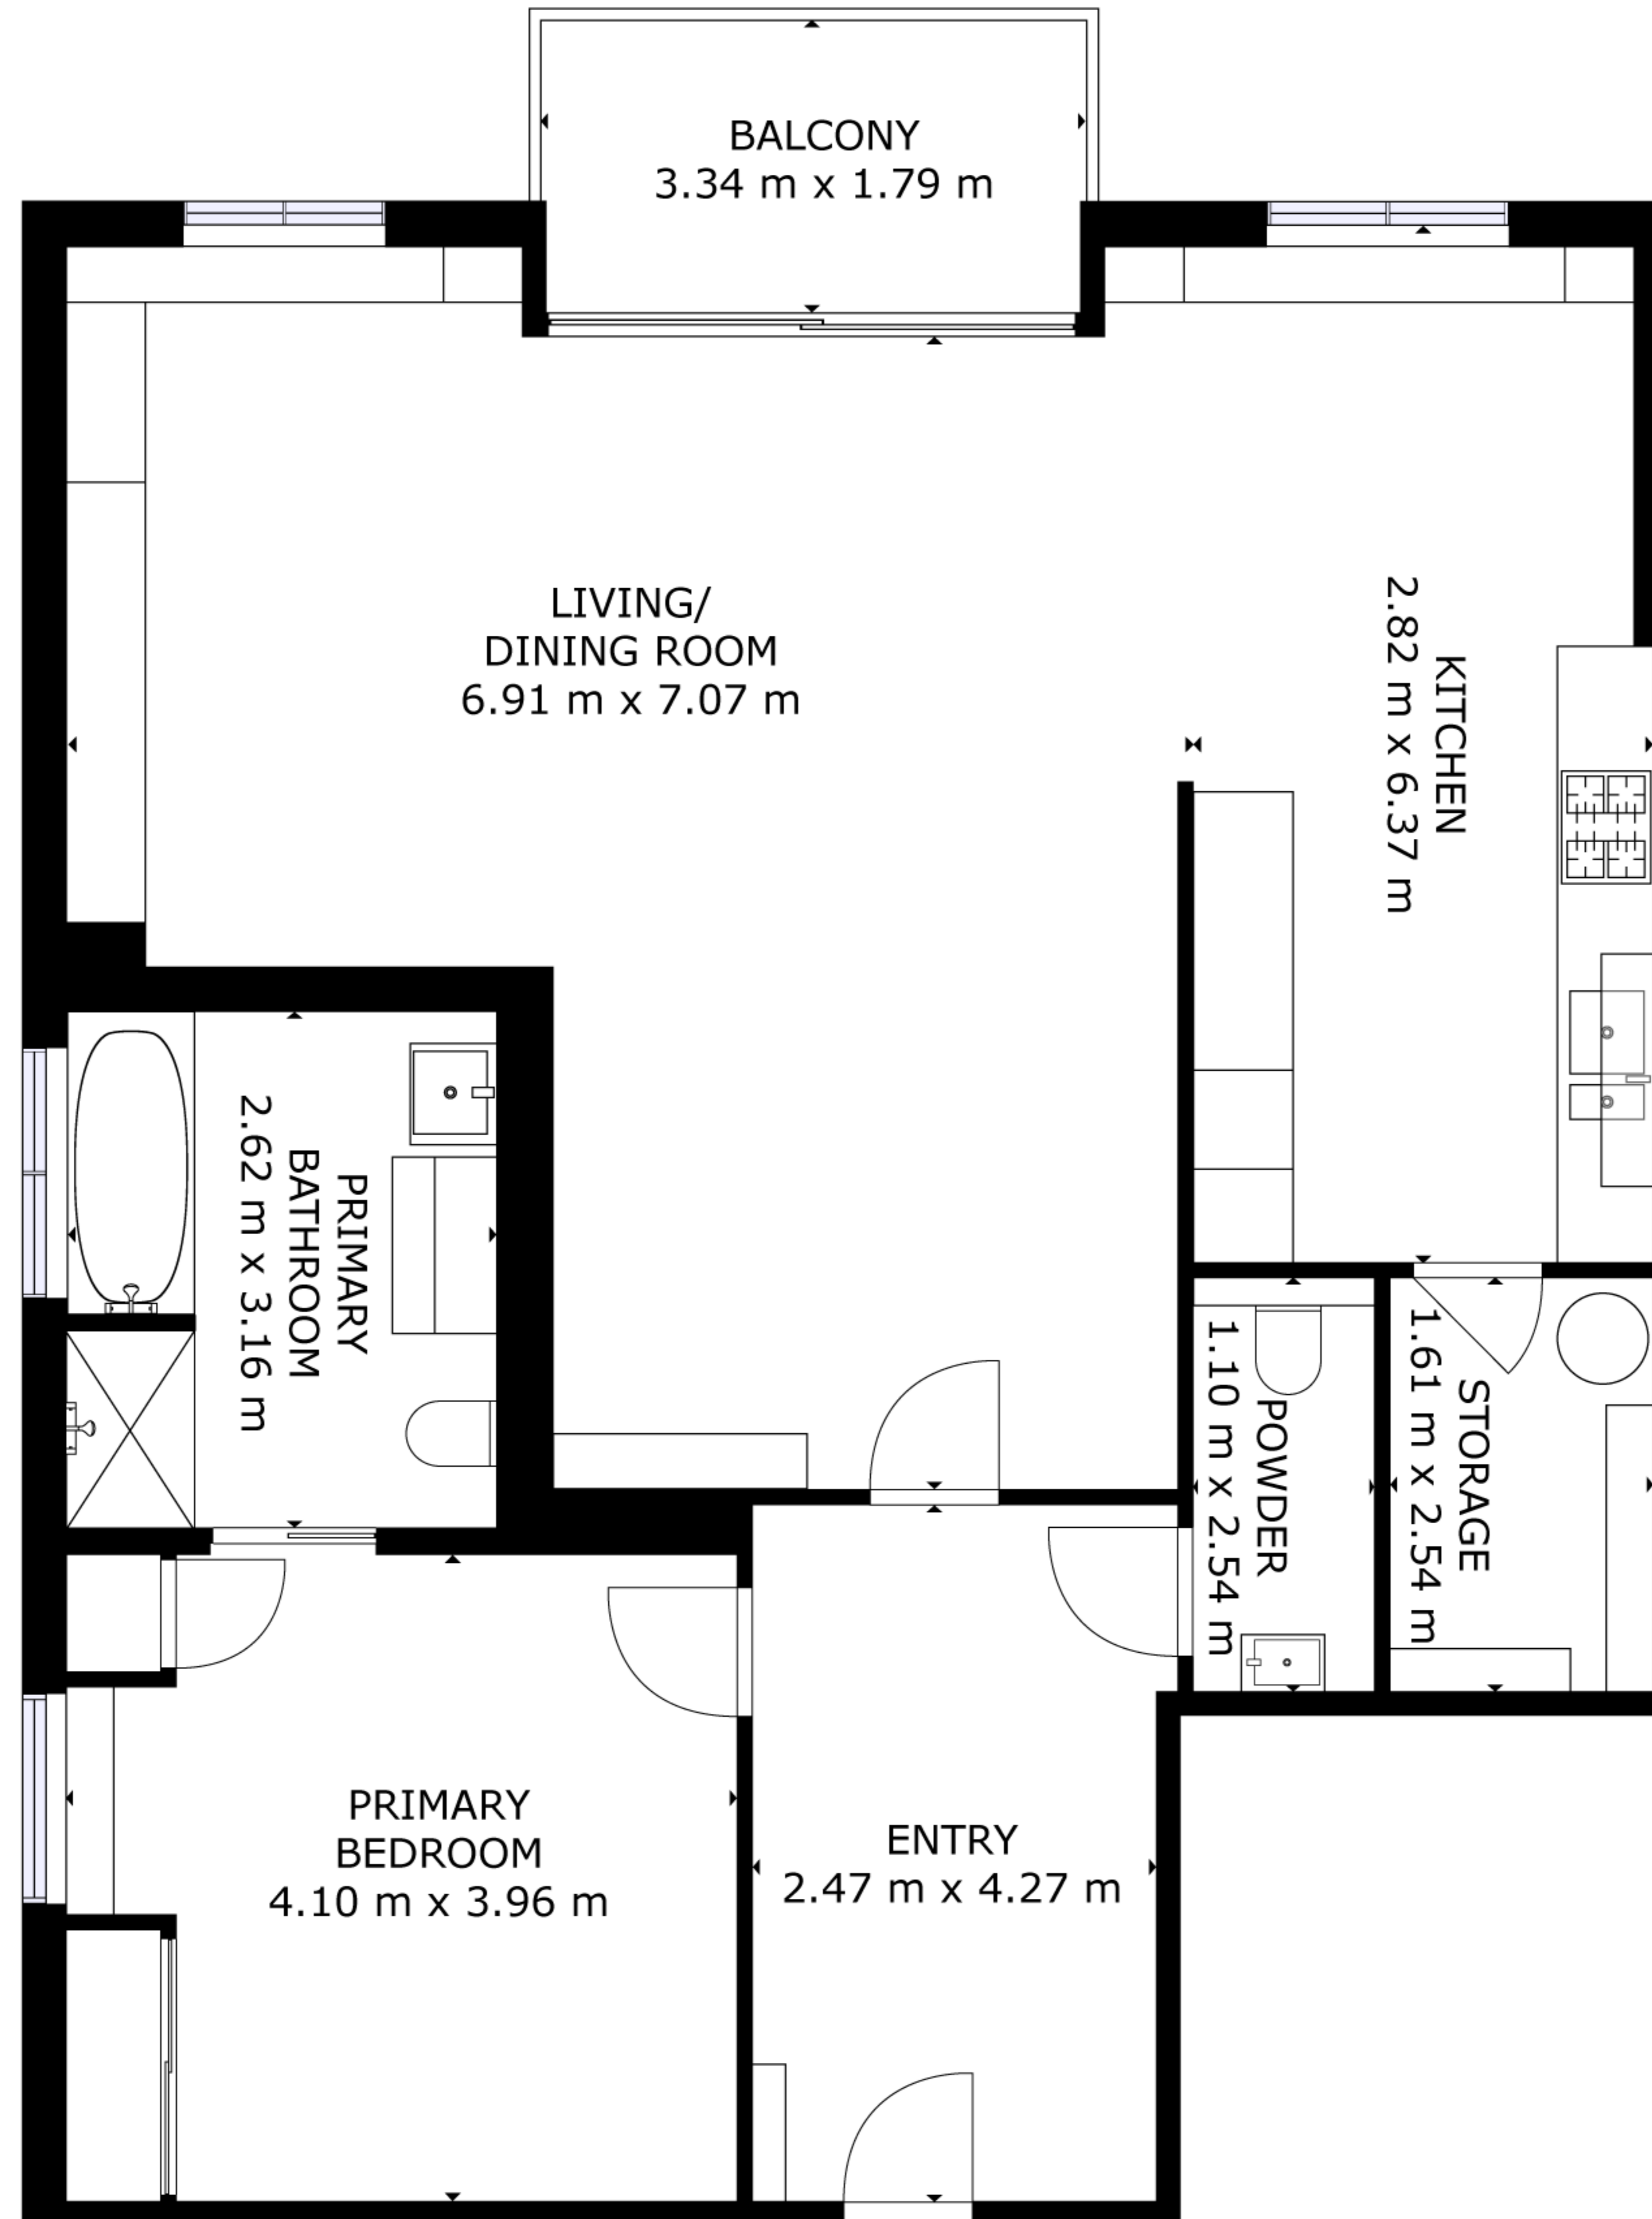 BALCONY
3.34 m x 1.79 m
LIVING/
DINING ROOM
6.91 m x 7.07 m
KITCHEN
2.82 m x 6.37 m
PRIMARY
BATHROOM
2.62 m x 3.16 m
POWDER
1.10 m x 2.54 m
STORAGE
1.61 m x 2.54 m
PRIMARY
BEDROOM
4.10 m x 3.96 m
ENTRY
2.47 m x 4.27 m